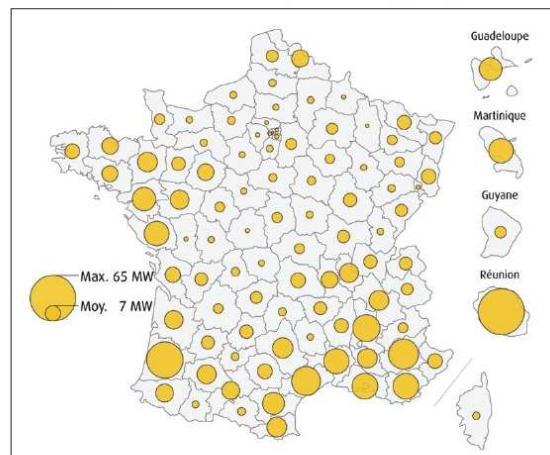 Guadeloupe
Martinique
Guyane
Réunion
Max. 65 MW
Moy. 7 MW